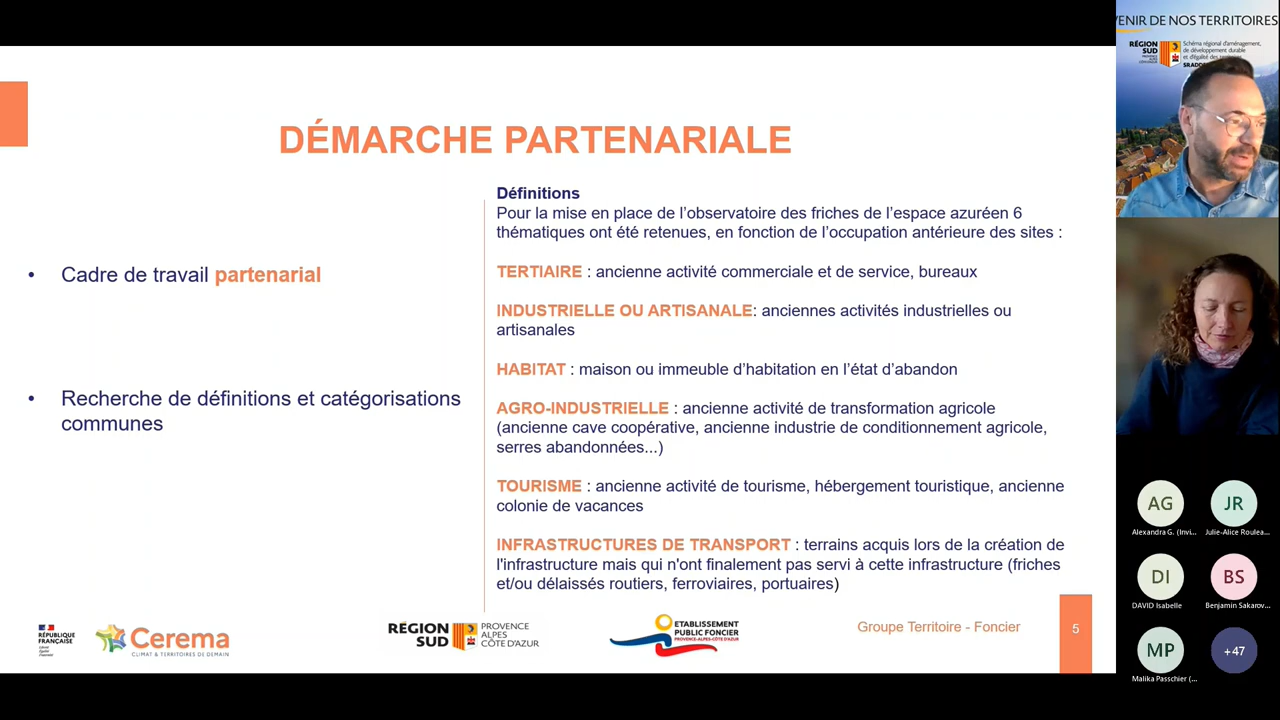 DÉMARCHE PARTENARIALE
• Cadre de travail partenarial
• Recherche de définitions et catégorisations
communes
Définitions
Pour la mise en place de l’observatoire des friches de l’espace azuréen 6
thématiques ont été retenues, en fonction de l’occupation antérieure des sites :
TERTIAIRE : ancienne activité commerciale et de service, bureaux
INDUSTRIELLE OU ARTISANALE: anciennes activités industrielles ou
artisanales
HABITAT : maison ou immeuble d’habitation en l’état d’abandon
AGRO-INDUSTRIELLE : ancienne activité de transformation agricole
(ancienne cave coopérative, ancienne industrie de conditionnement agricole,
serres abandonnées...)
TOURISME : ancienne activité de tourisme, hébergement touristique, ancienne
colonie de vacances
INFRASTRUCTURES DE TRANSPORT : terrains acquis lors de la création de
l'infrastructure mais qui n'ont finalement pas servi à cette infrastructure (friches
et/ou délaissés routiers, ferroviaires, portuaires)
RÉPUBLIQUE
FRANÇAISE
Cerema
CLIMAT & TERRITOIRES DE DEMAIN
RÉGION
SUD
PROVENCE
ALPES
CÔTE D'AZUR
ETABLISSEMENT
PUBLIC FONCIER
PROVENCE-ALPES-CÔTE D'AZUR
Groupe Territoire - Foncier
5
VENIR DE NOS TERRITOIRES
RÉGION
SUD
PROVENCE
ALPES
CÔTE D'AZUR
Schéma régional d'aménagement,
de développement durable
et d'égalité des territoires
AG
Alexandra G. (Invi...
JR
Julie-Alice Roulea...
DI
DAVID Isabelle
BS
Benjamin Sakarov...
MP
Malika Passchier (...
+47